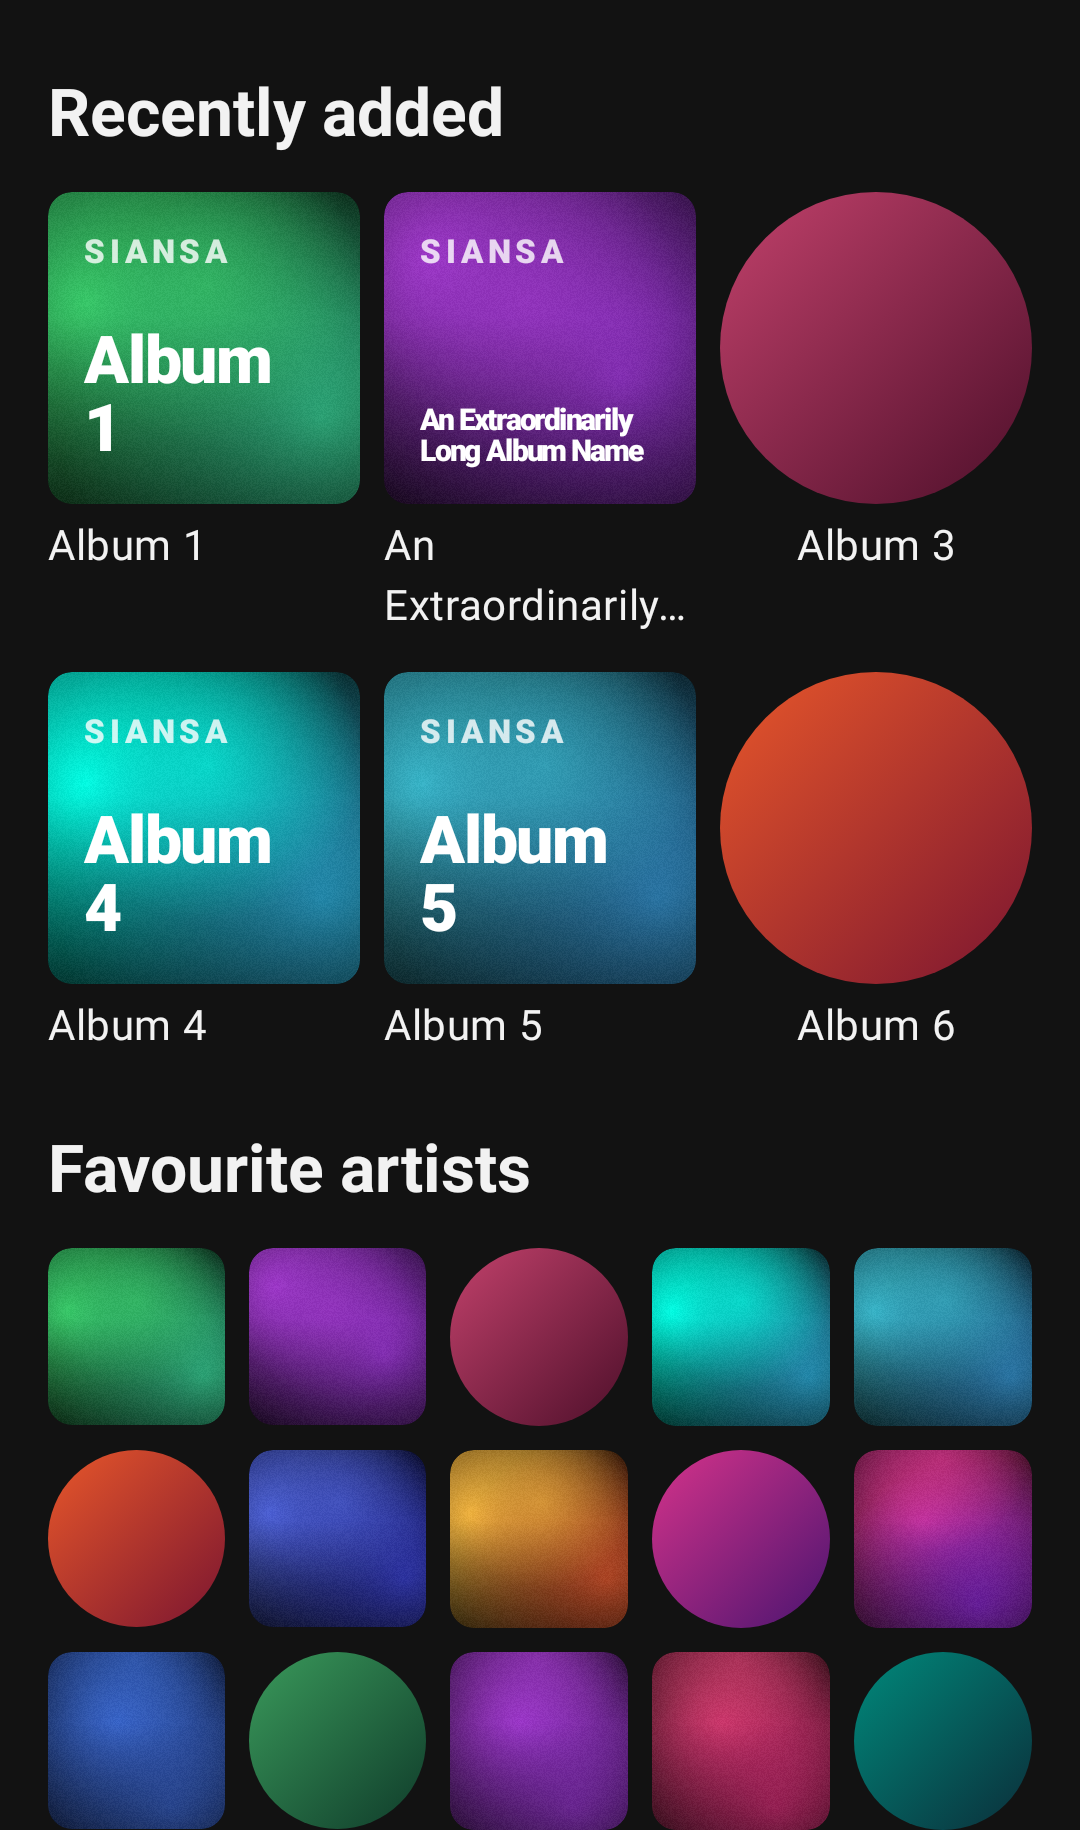 Recently added
SIANSA
Album
1
SIANSA
An Extraordinarily
Long Album Name
Album 1
An
Extraordinarily...
Album 3
SIANSA
Album
4
SIANSA
Album
5
Album 4
Album 5
Album 6
Favourite artists